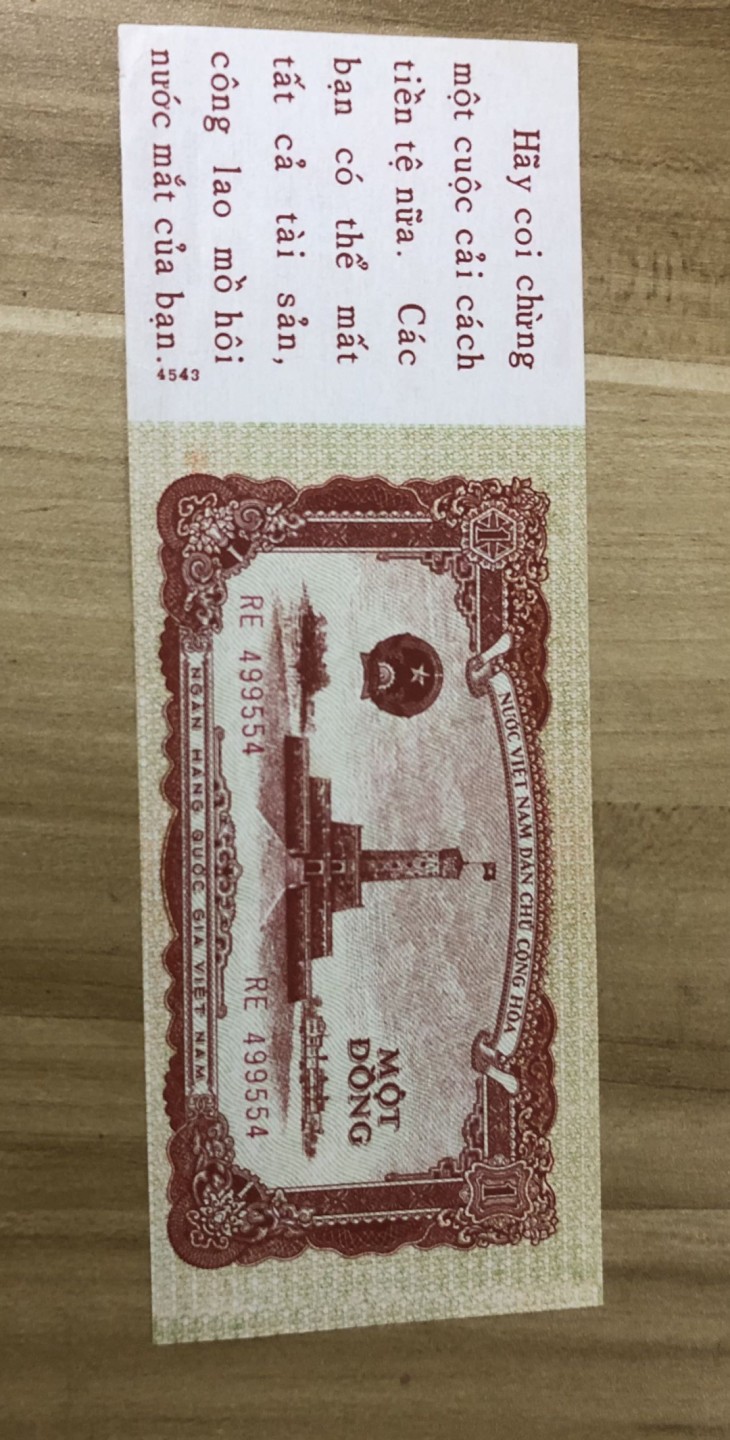 Hãy coi chừng
một cuộc cải cách
tiền tệ nữa. Các
bạn có thể mất
tất cả tài sản,
công lao mồ hôi
nước mắt của bạn.
4543
NƯỚC VIỆT NAM DÂN CHỦ CỘNG HÒA
1
1
MỘT
ĐỒNG
RE 499554
RE 499554
NGÂN HÀNG QUỐC GIA VIỆT NAM
1
1